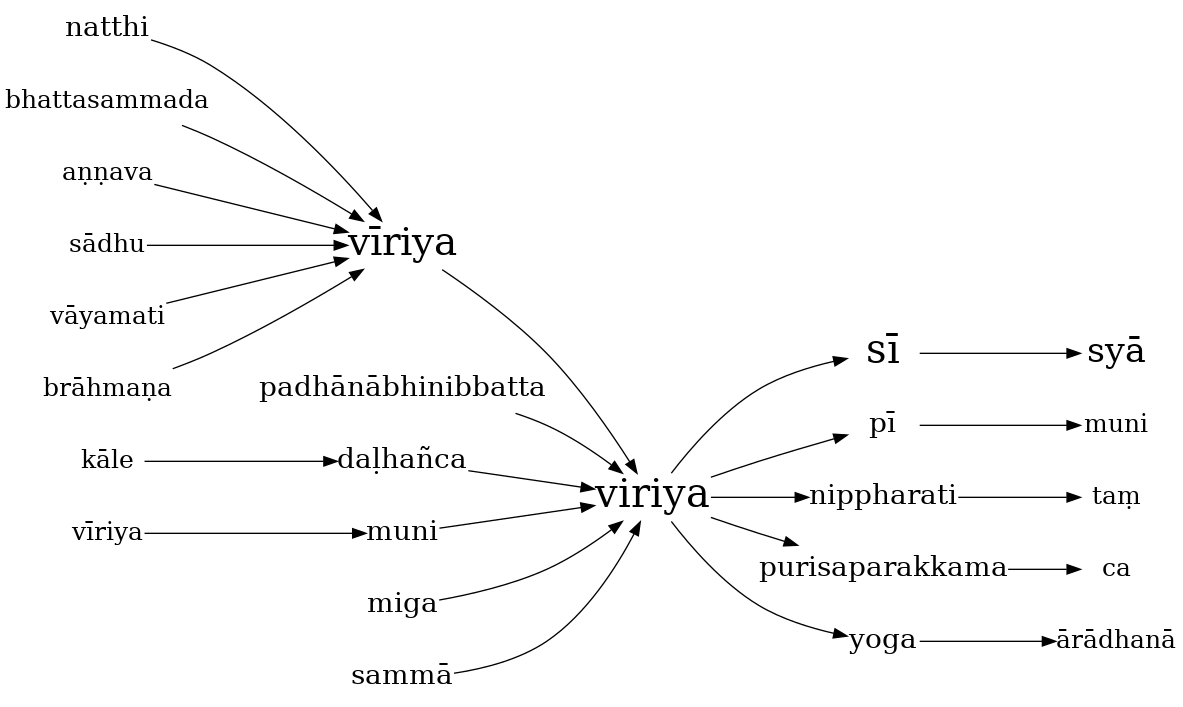 natthi
bhattasammada
aṇṇava
sādhu
vāyamati
brāhmaṇa
kāle
vīriya
vīriya
padhānābhinibbatta
daḷhañca
muni
miga
sammā
viriya
sī
pī
nippharati
purisaparakkama
yoga
syā
muni
taṃ
ca
ārādhanā